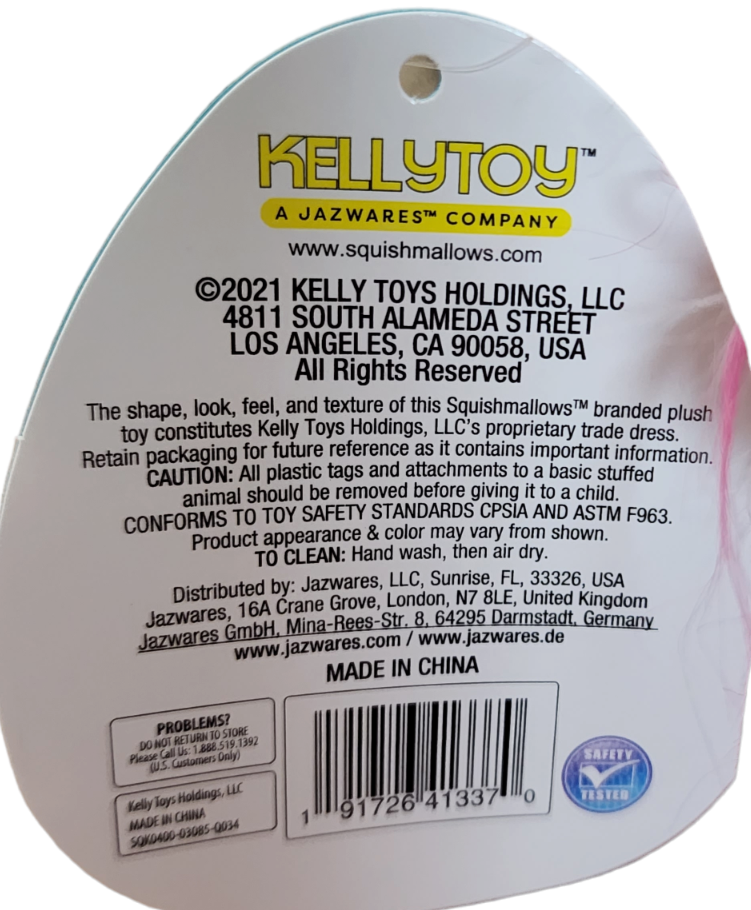 KELLYTOY™
A JAZWARES™ COMPANY
www.squishmallows.com
©2021 KELLY TOYS HOLDINGS, LLC
4811 SOUTH ALAMEDA STREET
LOS ANGELES, CA 90058, USA
All Rights Reserved
The shape, look, feel, and texture of this Squishmallows™ branded plush
toy constitutes Kelly Toys Holdings, LLC's proprietary trade dress.
Retain packaging for future reference as it contains important information.
CAUTION: All plastic tags and attachments to a basic stuffed
animal should be removed before giving it to a child.
CONFORMS TO TOY SAFETY STANDARDS CPSIA AND ASTM F963.
Product appearance & color may vary from shown.
TO CLEAN: Hand wash, then air dry.
Distributed by: Jazwares, LLC, Sunrise, FL, 33326, USA
Jazwares, 16A Crane Grove, London, N7 8LE, United Kingdom
Jazwares GmbH, Mina-Rees-Str. 8, 64295 Darmstadt, Germany
www.jazwares.com / www.jazwares.de
MADE IN CHINA
PROBLEMS?
DO NOT RETURN TO STORE
Please Call Us: 1.888.519.1392
(U.S. Customers Only)
Kelly Toys Holdings, LLC
MADE IN CHINA
SQK0400-03085-Q034
1 91726 41337 0
SAFETY
TESTED